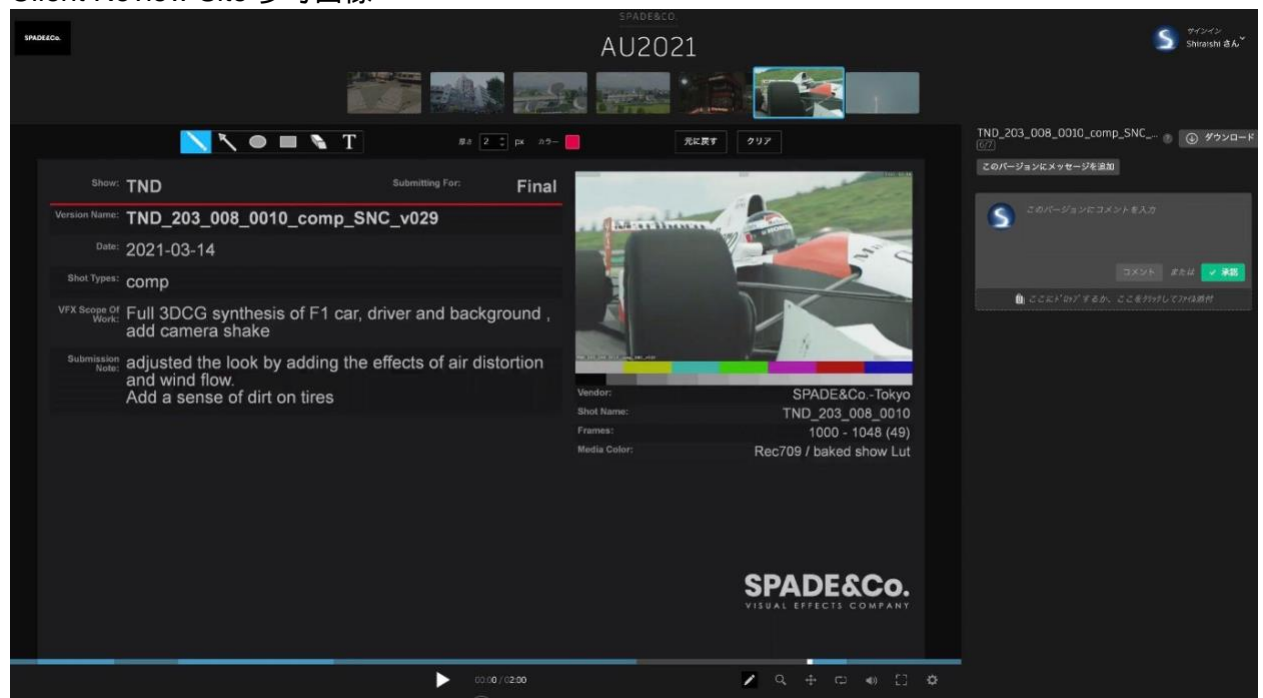 Client Review Site 参考画像
SPADE&CO.
SPADE&Co.
AU2021
サインイン
Shiraishi さん
厚さ 2 px カラー
元に戻す クリア
TND_203_008_0010_comp_SNC_...
(6/7)
ダウンロード
このバージョンにメッセージを追加
このバージョンにコメントを入力
コメント または 承認
ここにドロップするか、ここをクリックしてファイル添付
Show: TND
Submitting For: Final
Version Name: TND_203_008_0010_comp_SNC_v029
Date: 2021-03-14
Shot Types: comp
VFX Scope Of Work: Full 3DCG synthesis of F1 car, driver and background ,
add camera shake
Submission Note: adjusted the look by adding the effects of air distortion
and wind flow.
Add a sense of dirt on tires
Vendor: SPADE&Co.-Tokyo
Shot Name: TND_203_008_0010
Frames: 1000 - 1048 (49)
Media Color: Rec709 / baked show Lut
SPADE&Co.
VISUAL EFFECTS COMPANY
00:00 / 02:00